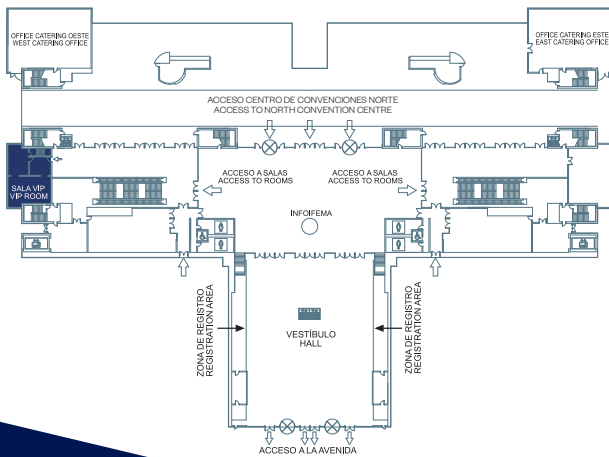 OFFICE CATERING OESTE
WEST CATERING OFFICE
OFFICE CATERING ESTE
EAST CATERING OFFICE
ACCESO CENTRO DE CONVENCIONES NORTE
ACCESS TO NORTH CONVENTION CENTRE
ACCESO A SALAS
ACCESS TO ROOMS
ACCESO A SALAS
ACCESS TO ROOMS
SALA VIP
VIP ROOM
INFOIFEMA
VESTÍBULO
HALL
ZONA DE REGISTRO
REGISTRATION AREA
ZONA DE REGISTRO
REGISTRATION AREA
ACCESO A LA AVENIDA